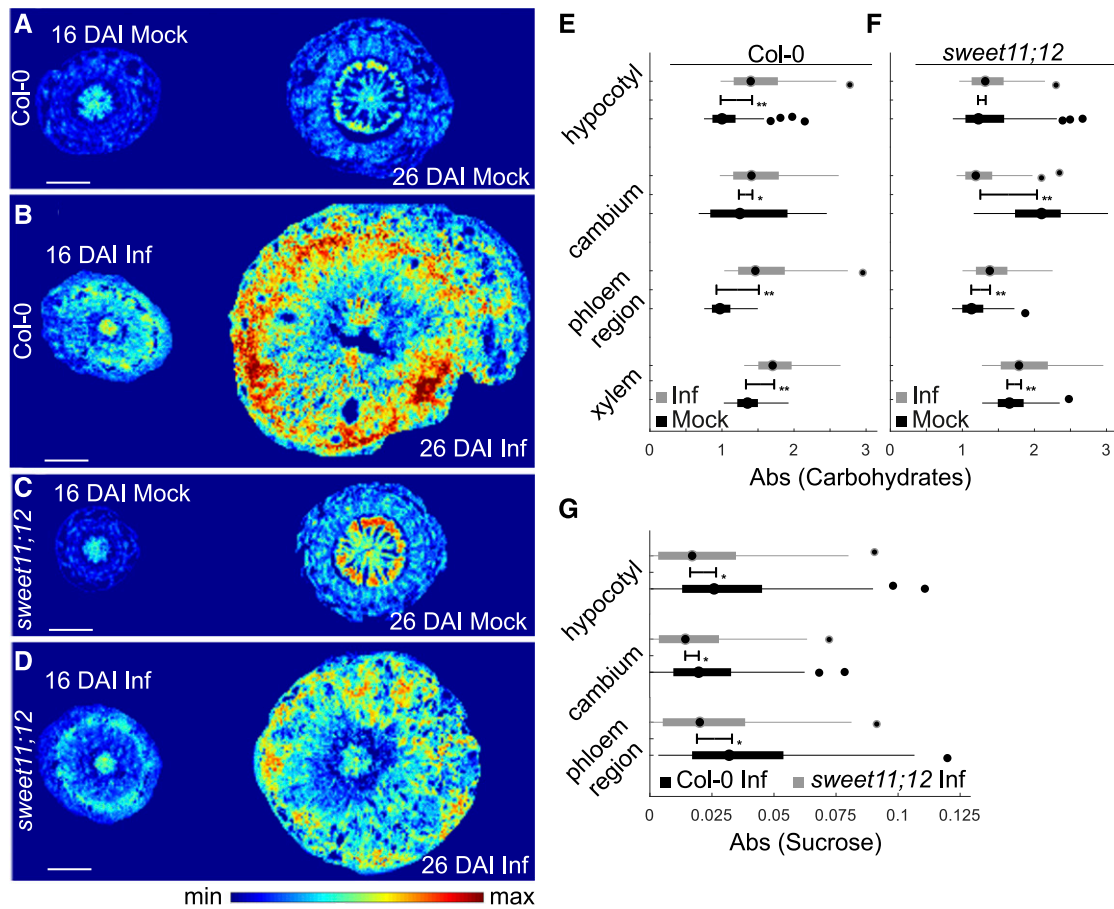 A
16 DAI Mock
Col-0
26 DAI Mock
B
16 DAI Inf
Col-0
26 DAI Inf
C
16 DAI Mock
sweet11;12
26 DAI Mock
D
16 DAI Inf
sweet11;12
26 DAI Inf
min max
E
Col-0
F
sweet11;12
hypocotyl
**
cambium
*
**
phloem
region
**
**
xylem
**
**
Inf
Mock
Inf
Mock
0 1 2 3
0 1 2 3
Abs (Carbohydrates)
G
hypocotyl
*
cambium
*
phloem
region
*
Col-0 Inf sweet11;12 Inf
0 0.025 0.05 0.075 0.1 0.125
Abs (Sucrose)